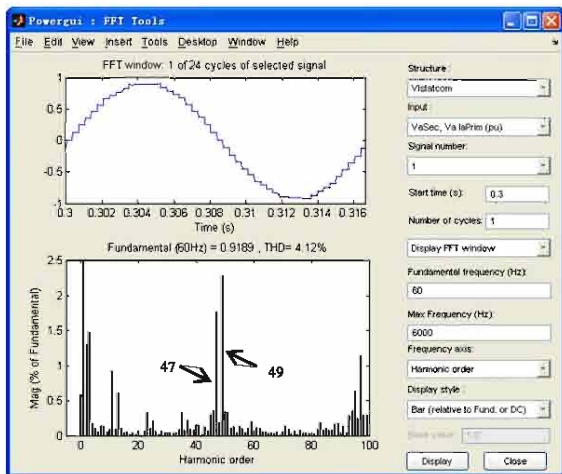 Powergui : FFT Tools
File Edit View Insert Tools Desktop Window Help
FFT window: 1 of 24 cycles of selected signal
1
0.5
0
-0.5
-1
0.3 0.302 0.304 0.306 0.308 0.31 0.312 0.314 0.316
Time (s)
Fundamental (60Hz) = 0.9189 , THD= 4.12%
2.5
2
1.5
1
0.5
0
47
49
0 20 40 60 80 100
Harmonic order
Mag (% of Fundamental)
Structure :
Vistatcom
Input :
VaSec, Va IaPrim (pu)
Signal number:
1
Start time (s): 0.3
Number of cycles: 1
Display FFT window
Fundamental frequency (Hz):
60
Max Frequency (Hz):
6000
Frequency axis:
Harmonic order
Display style :
Bar (relative to Fund. or DC)
Display Close